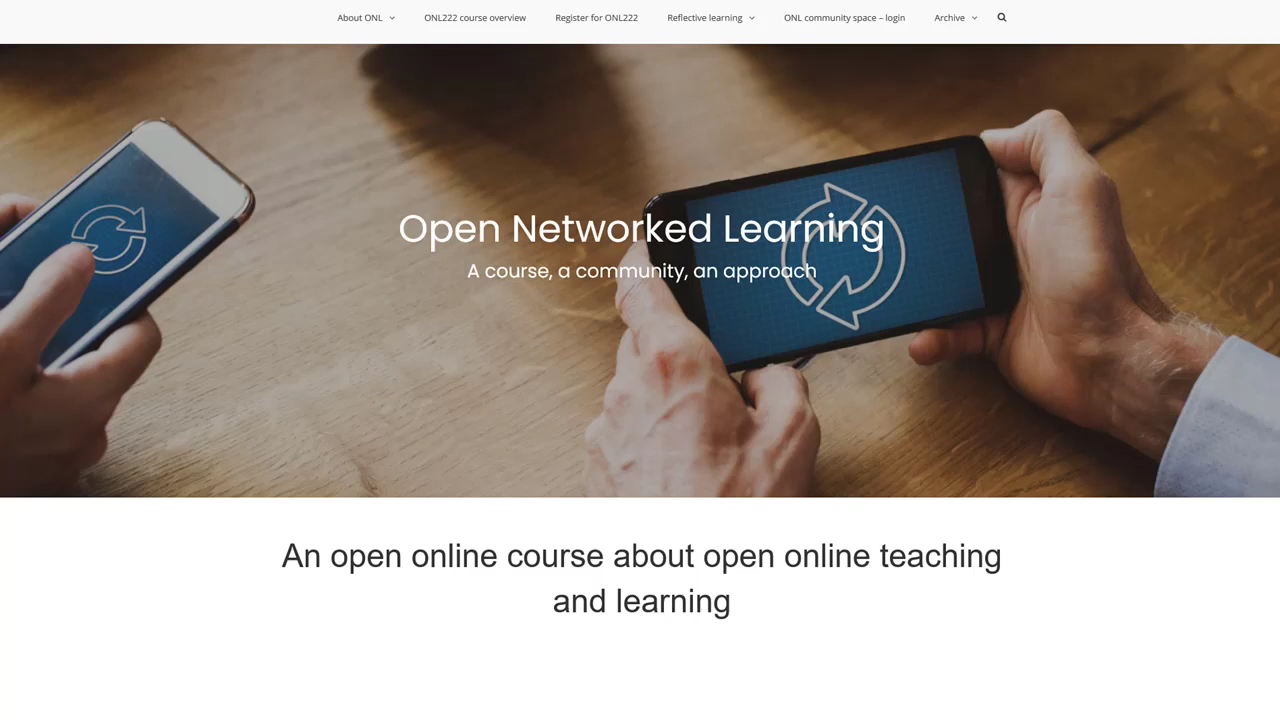 About ONL
ONL222 course overview
Register for ONL222
Reflective learning
ONL community space – login
Archive
Open Networked Learning
A course, a community, an approach
An open online course about open online teaching
and learning